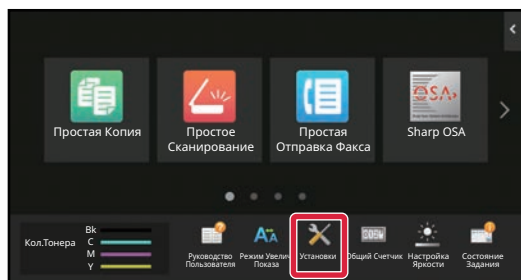 Простая Копия
Простое
Сканирование
Простая
Отправка Факса
OSA
Sharp OSA
Кол.Тонера
Bk
C
M
Y
Руководство
Пользователя
Режим Увелич
Показа
Установки
Общий Счетчик
Настройка
Яркости
Состояние
Задания